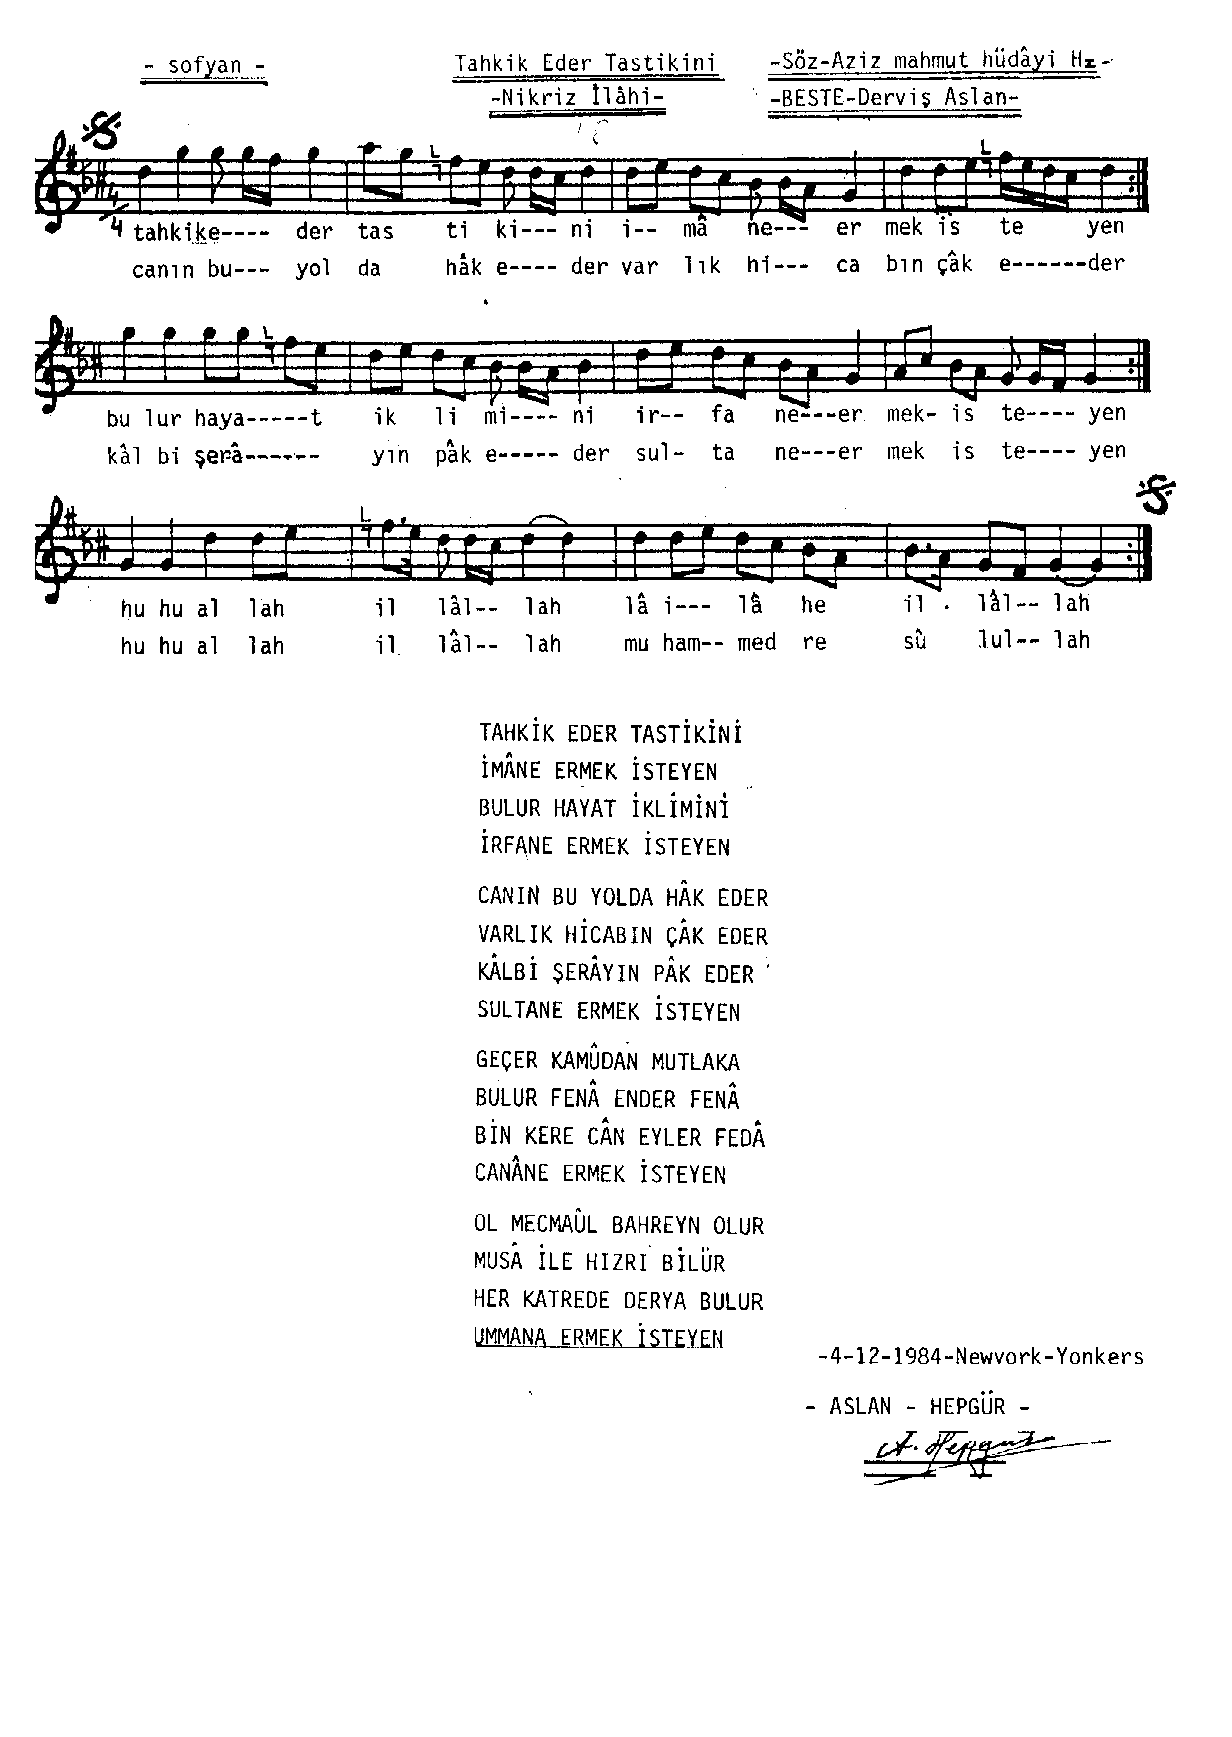 - sofyan -
Tahkik Eder Tastikini
-Nikriz İlâhi-
-Söz-Aziz mahmut hüdâyi Hz-
-BESTE-Derviş Aslan-
4
4
tahkike---- der tas ti ki--- ni i-- mâ ne--- er mek is te yen
canın bu--- yol da hâk e---- der var lık hi--- ca bın çâk e------der
bu lur haya-----t ik li mi---- ni ir-- fa ne---er mek- is te---- yen
kâl bi şerâ------ yın pâk e----- der sul- ta ne---er mek is te---- yen
hu hu al lah il lâl-- lah lâ i--- lâ he il lâl-- lah
hu hu al lah il lâl-- lah mu ham-- med re sû lul-- lah
TAHKİK EDER TASTİKİNİ
İMÂNE ERMEK İSTEYEN
BULUR HAYAT İKLİMİNİ
İRFANE ERMEK İSTEYEN
CANIN BU YOLDA HÂK EDER
VARLIK HİCABIN ÇÂK EDER
KÂLBİ ŞERÂYIN PÂK EDER
SULTANE ERMEK İSTEYEN
GEÇER KAMÛDAN MUTLAKA
BULUR FENÂ ENDER FENÂ
BİN KERE CÂN EYLER FEDÂ
CANÂNE ERMEK İSTEYEN
OL MECMAÛL BAHREYN OLUR
MUSÂ İLE HIZRI BİLÜR
HER KATREDE DERYA BULUR
UMMANA ERMEK İSTEYEN
-4-12-1984-Newvork-Yonkers
- ASLAN - HEPGÜR -
A. Hepgür